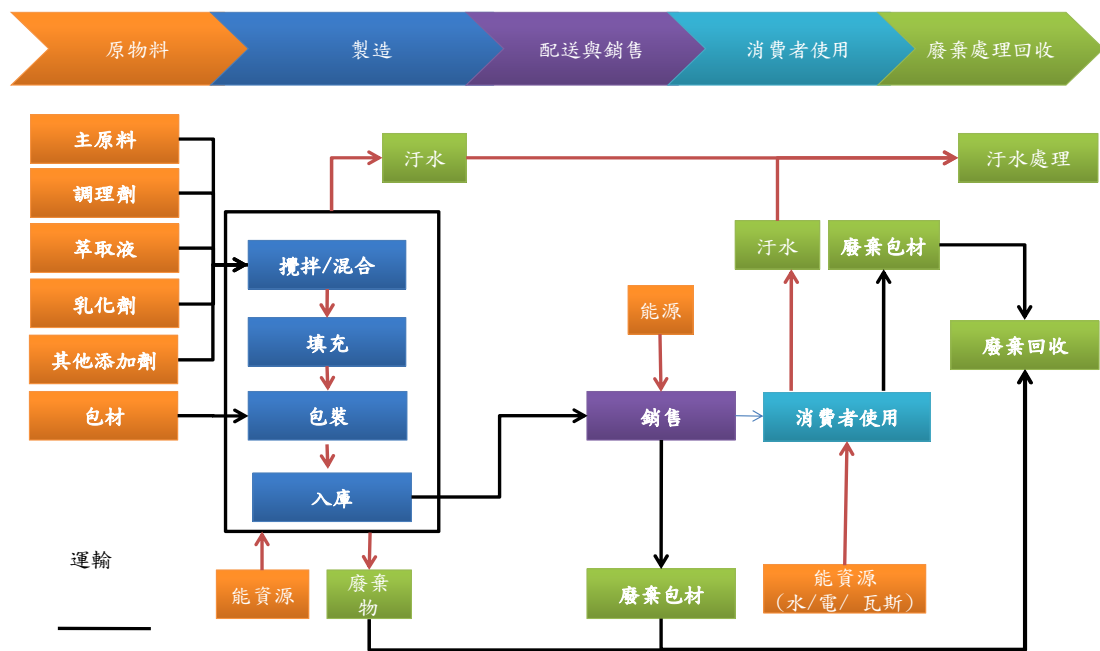 原物料
製造
配送與銷售
消費者使用
廢棄處理回收
主原料
調理劑
萃取液
乳化劑
其他添加劑
包材
汙水
汙水處理
攪拌/混合
填充
包裝
入庫
汙水
廢棄包材
能源
廢棄回收
銷售
消費者使用
運輸
能資源
廢棄
物
廢棄包材
能資源
(水/電/ 瓦斯)